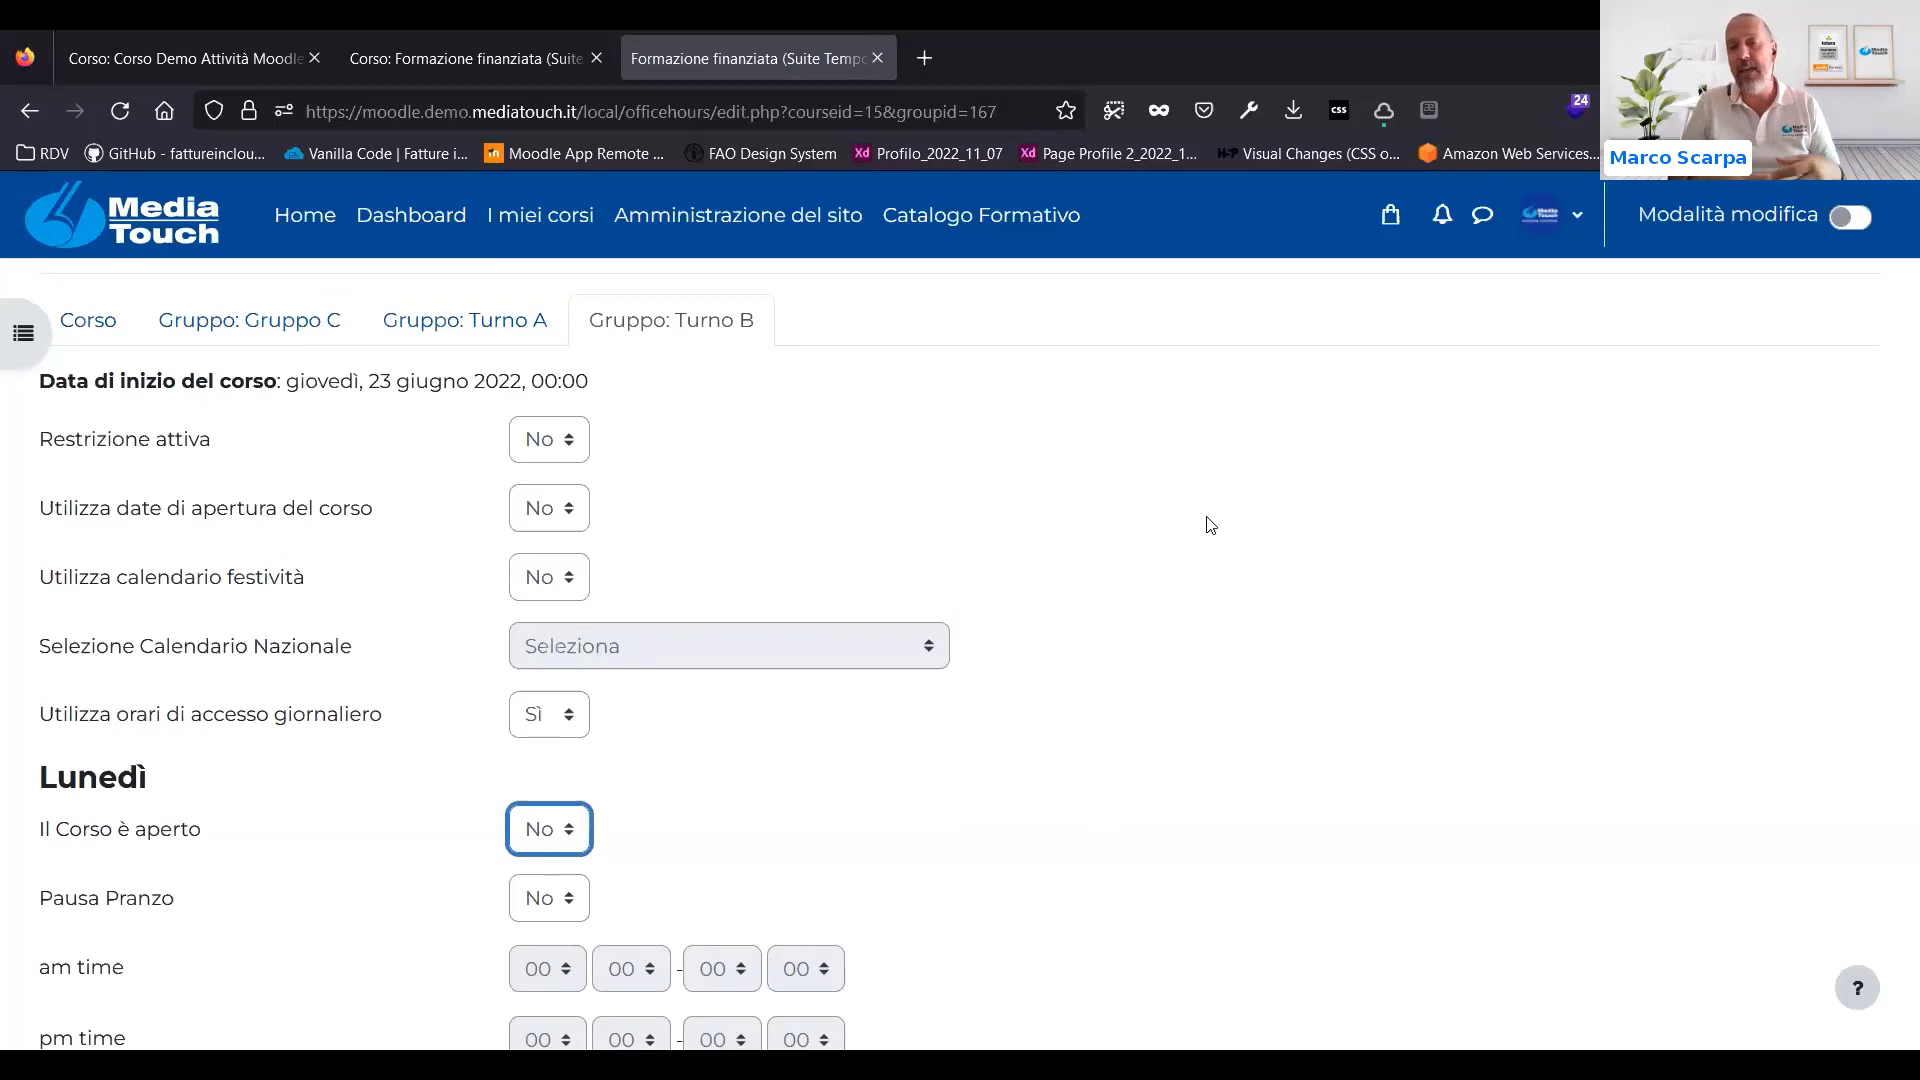 Corso: Corso Demo Attività Moodle
Corso: Formazione finanziata (Suite
Formazione finanziata (Suite Tempo
https://moodle.demo.mediatouch.it/local/officehours/edit.php?courseid=15&groupid=167
CSS
24
RDV
GitHub - fattureinclou...
Vanilla Code | Fatture i...
Moodle App Remote ...
FAO Design System
Xd Profilo_2022_11_07
Xd Page Profile 2_2022_1...
Visual Changes (CSS o...
Amazon Web Services...
Marco Scarpa
Media Touch
Home
Dashboard
I miei corsi
Amministrazione del sito
Catalogo Formativo
Modalità modifica
Corso
Gruppo: Gruppo C
Gruppo: Turno A
Gruppo: Turno B
Data di inizio del corso: giovedì, 23 giugno 2022, 00:00
Restrizione attiva No
Utilizza date di apertura del corso No
Utilizza calendario festività No
Selezione Calendario Nazionale Seleziona
Utilizza orari di accesso giornaliero Sì
Lunedì
Il Corso è aperto No
Pausa Pranzo No
am time 00 00 - 00 00
?
pm time 00 00 - 00 00